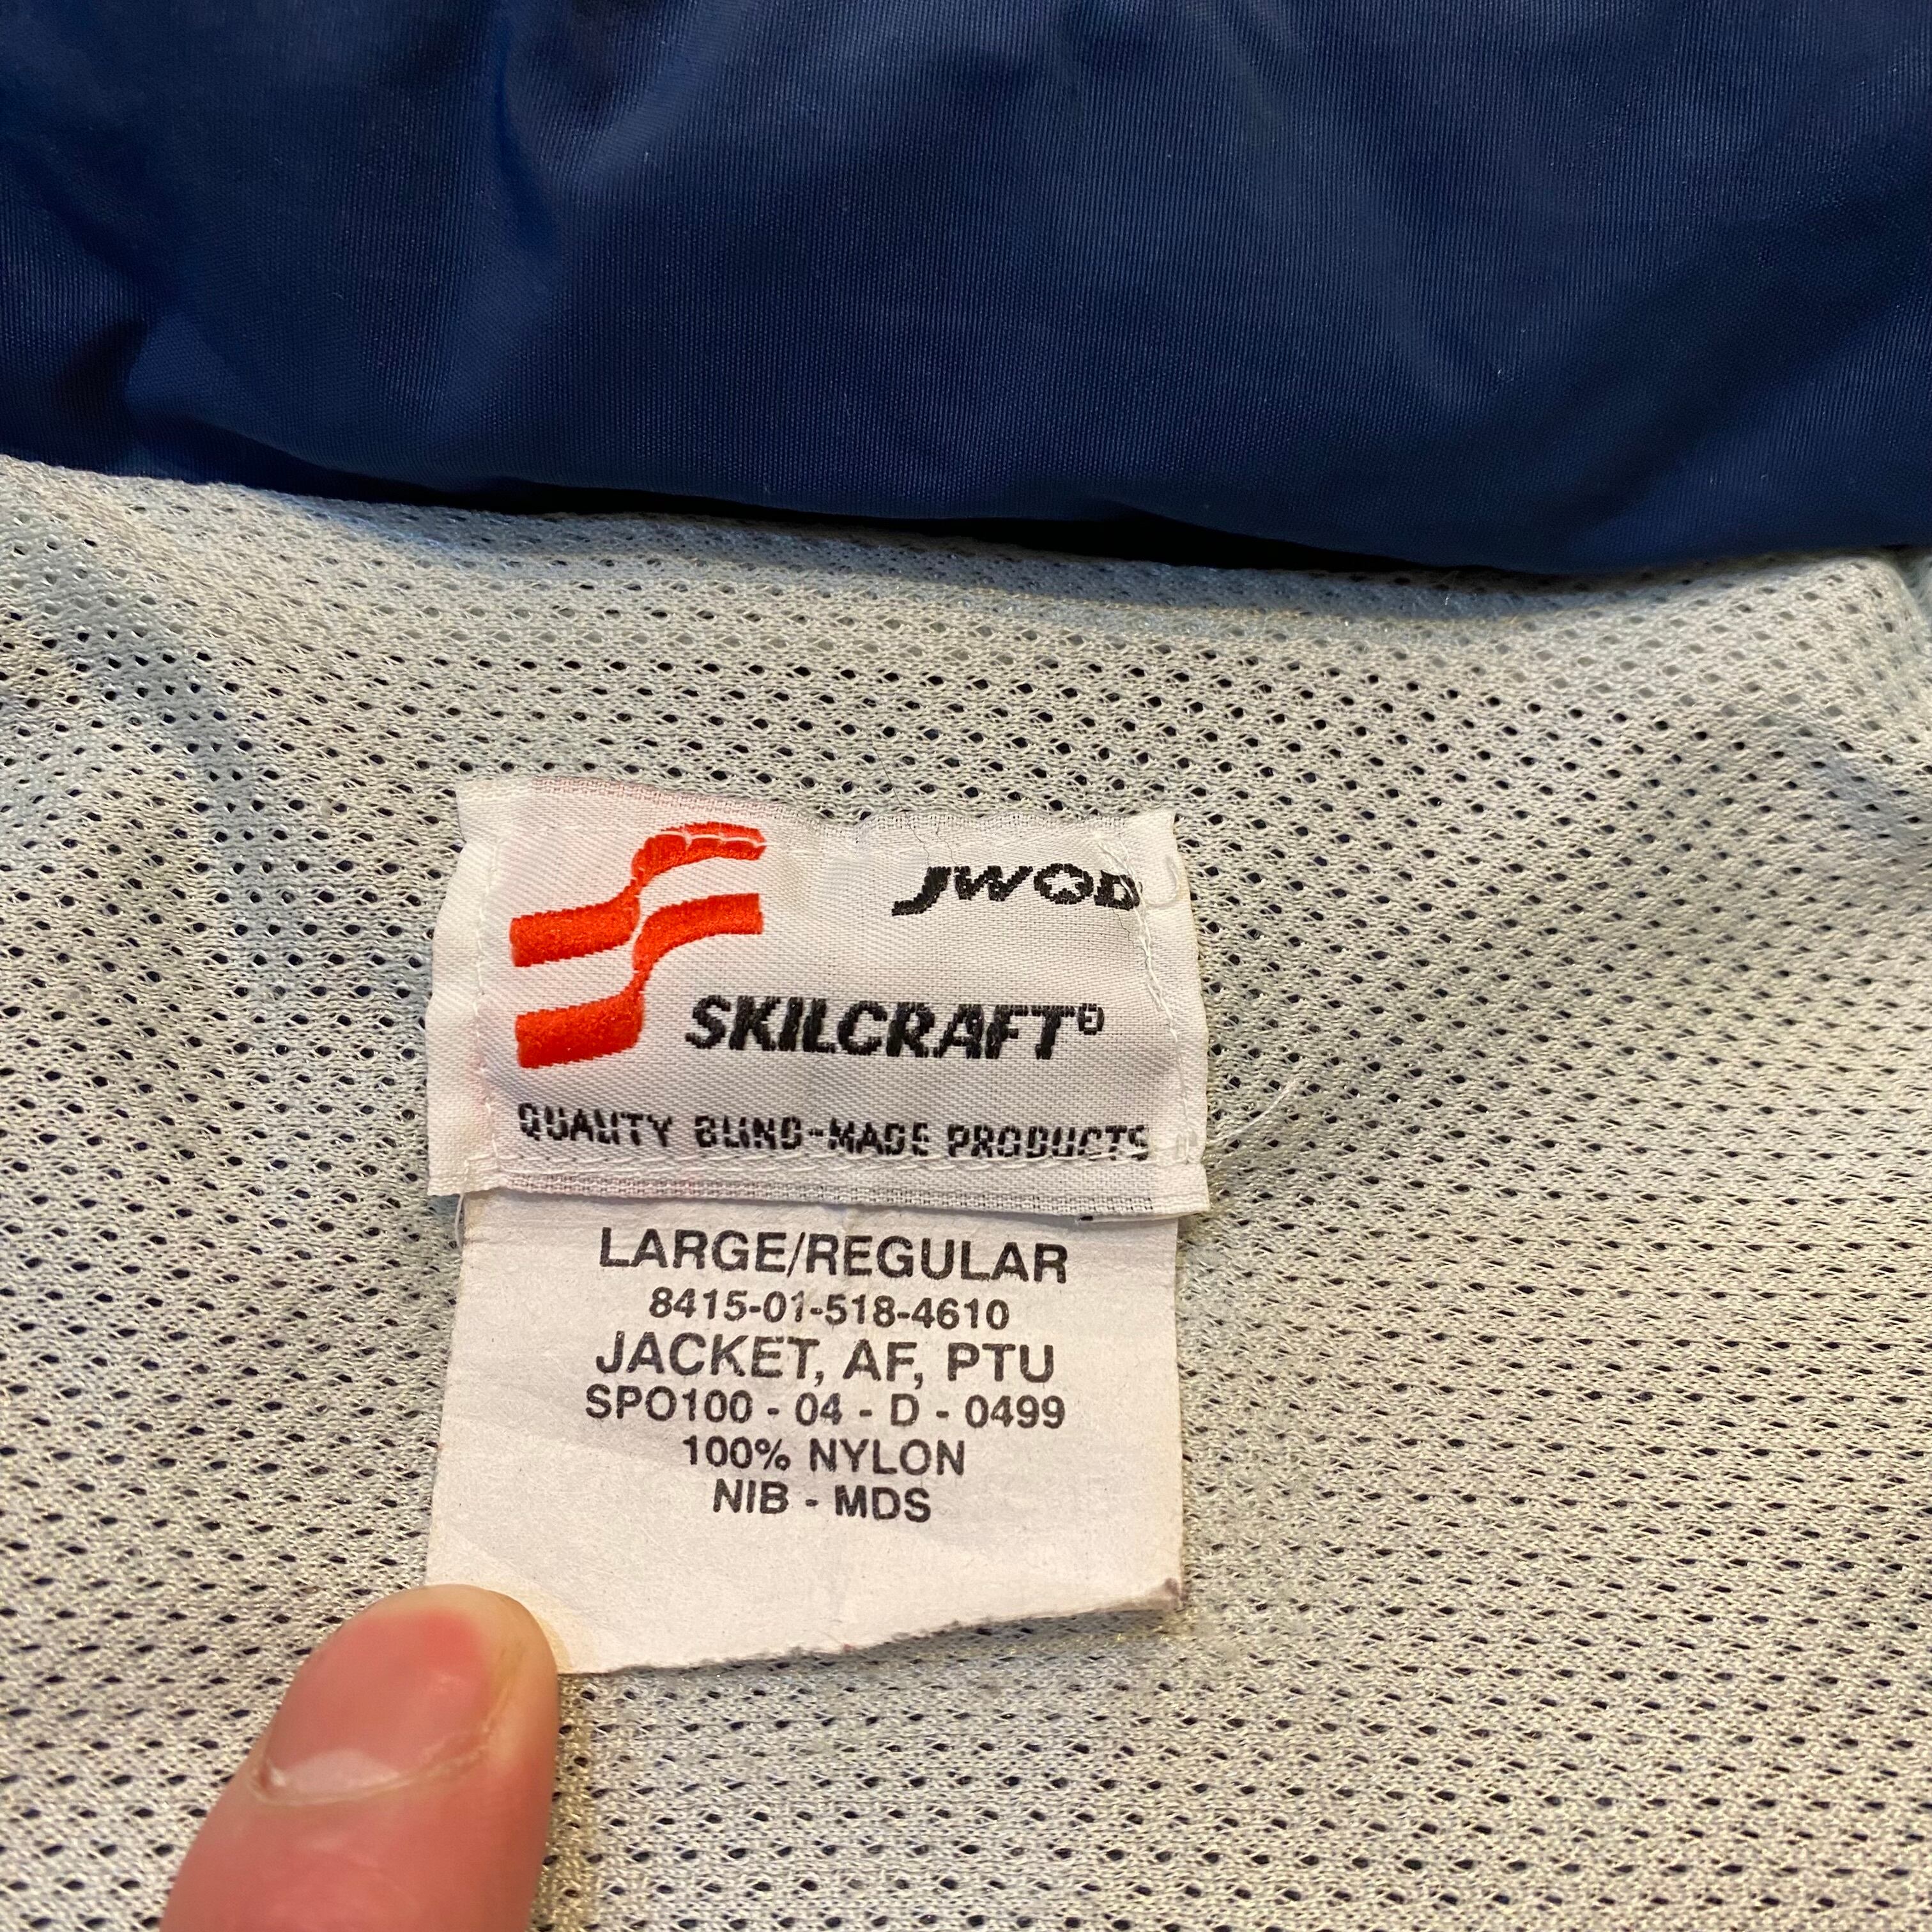 JWOD
SKILCRAFT®
QUALITY BLIND-MADE PRODUCTS
LARGE/REGULAR
8415-01-518-4610
JACKET, AF, PTU
SPO100 - 04 - D - 0499
100% NYLON
NIB - MDS